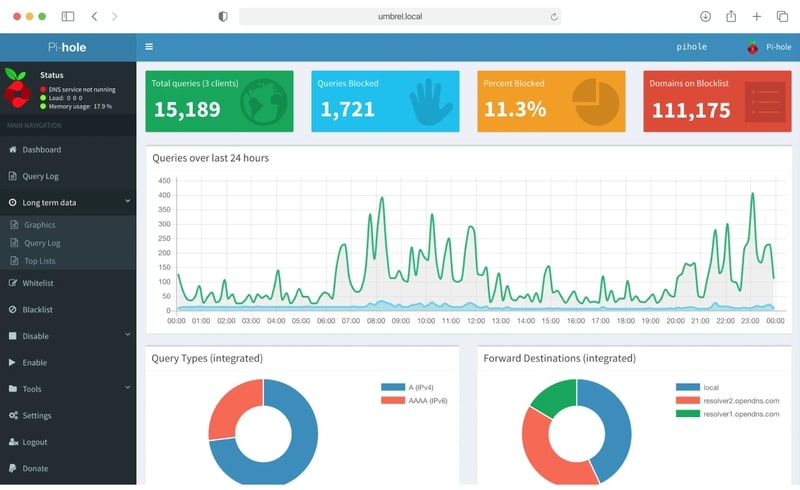 umbrel.local
Pi-hole
pihole
Pi-hole
Status
DNS service not running
Load: 0 0 0
Memory usage: 17.9 %
MAIN NAVIGATION
Dashboard
Query Log
Long term data
Graphics
Query Log
Top Lists
Whitelist
Blacklist
Disable
Enable
Tools
Settings
Logout
Donate
Total queries (3 clients)
15,189
Queries Blocked
1,721
Percent Blocked
11.3%
Domains on Blocklist
111,175
Queries over last 24 hours
450
400
350
300
250
200
150
100
50
0
00:00 01:00 02:00 03:00 04:00 05:00 06:00 07:00 08:00 09:00 10:00 11:00 12:00 13:00 14:00 15:00 16:00 17:00 18:00 19:00 20:00 21:00 22:00 23:00 00:00
Query Types (integrated)
A (IPv4)
AAAA (IPv6)
Forward Destinations (integrated)
local
resolver2.opendns.com
resolver1.opendns.com